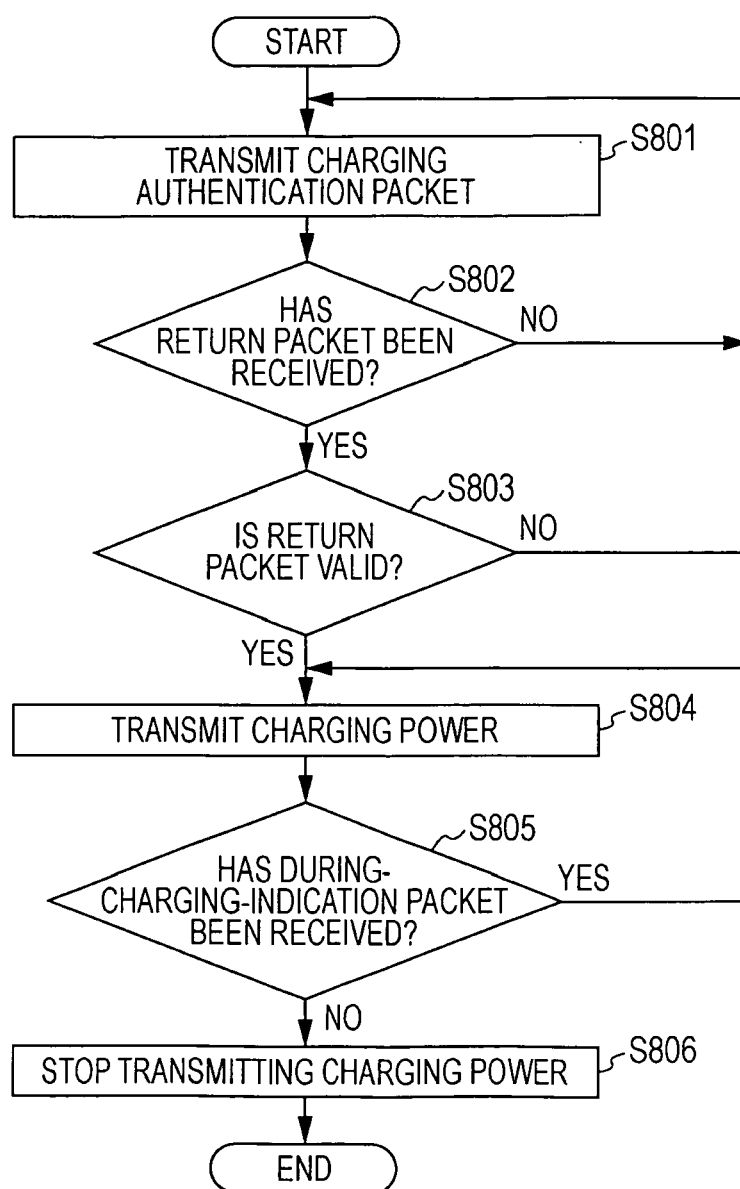 START
S801
TRANSMIT CHARGING
AUTHENTICATION PACKET
S802
HAS
RETURN PACKET BEEN
RECEIVED?
NO
YES
S803
IS RETURN
PACKET VALID?
NO
YES
S804
TRANSMIT CHARGING POWER
S805
HAS DURING-
CHARGING-INDICATION PACKET
BEEN RECEIVED?
YES
NO
S806
STOP TRANSMITTING CHARGING POWER
END